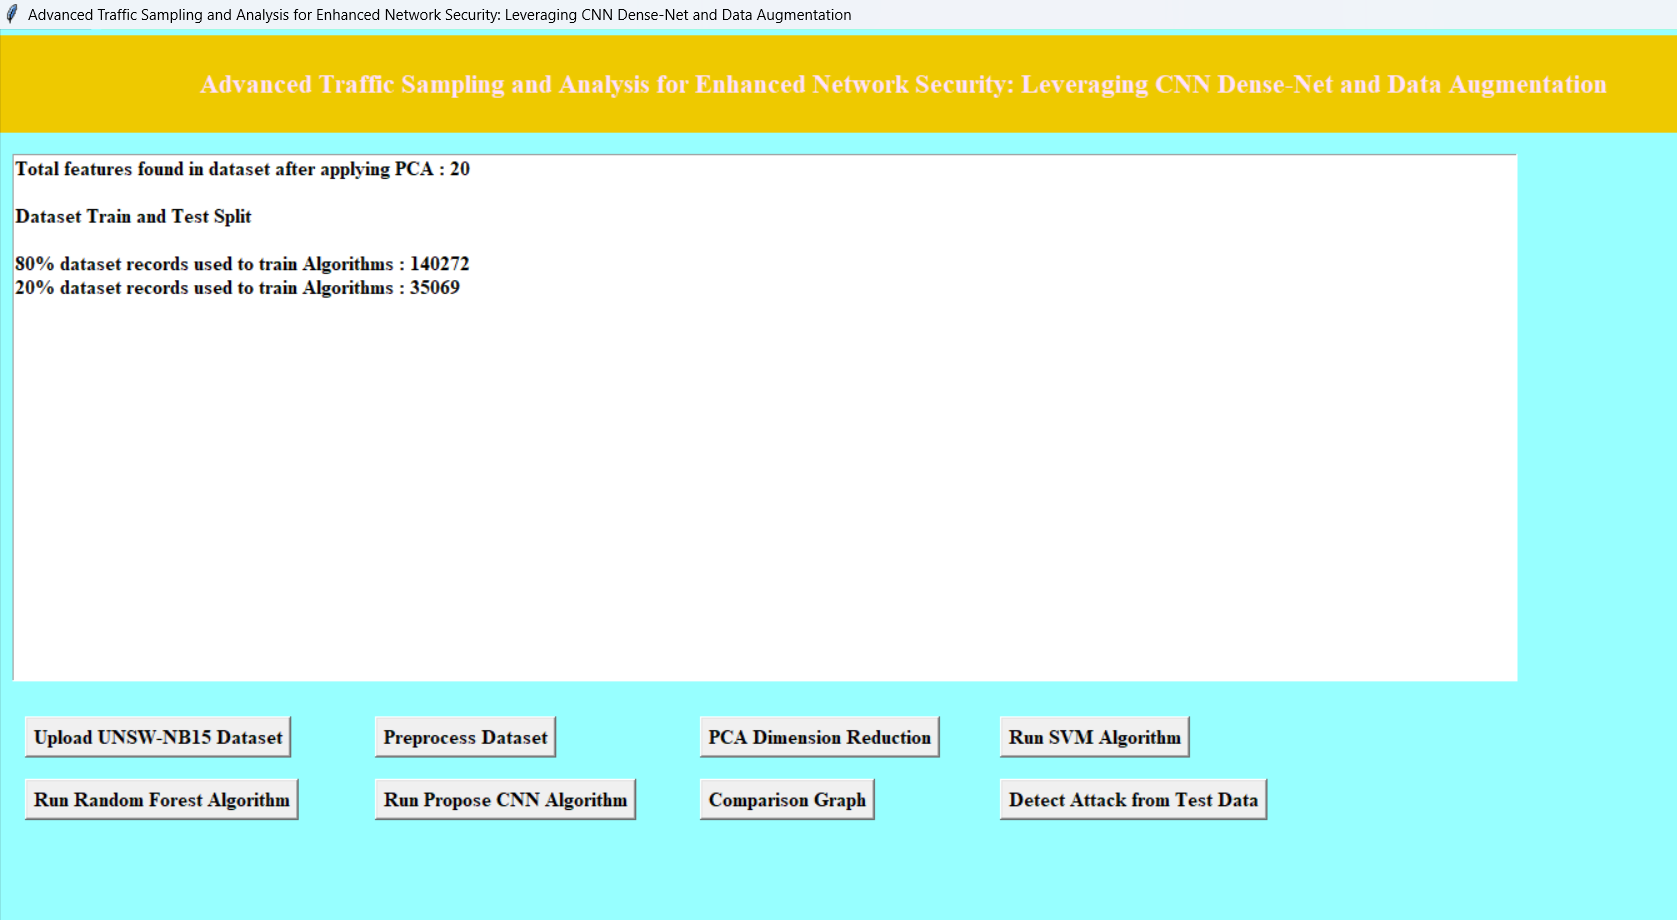 Advanced Traffic Sampling and Analysis for Enhanced Network Security: Leveraging CNN Dense-Net and Data Augmentation
Advanced Traffic Sampling and Analysis for Enhanced Network Security: Leveraging CNN Dense-Net and Data Augmentation
Total features found in dataset after applying PCA : 20
Dataset Train and Test Split
80% dataset records used to train Algorithms : 140272
20% dataset records used to train Algorithms : 35069
Upload UNSW-NB15 Dataset
Preprocess Dataset
PCA Dimension Reduction
Run SVM Algorithm
Run Random Forest Algorithm
Run Propose CNN Algorithm
Comparison Graph
Detect Attack from Test Data